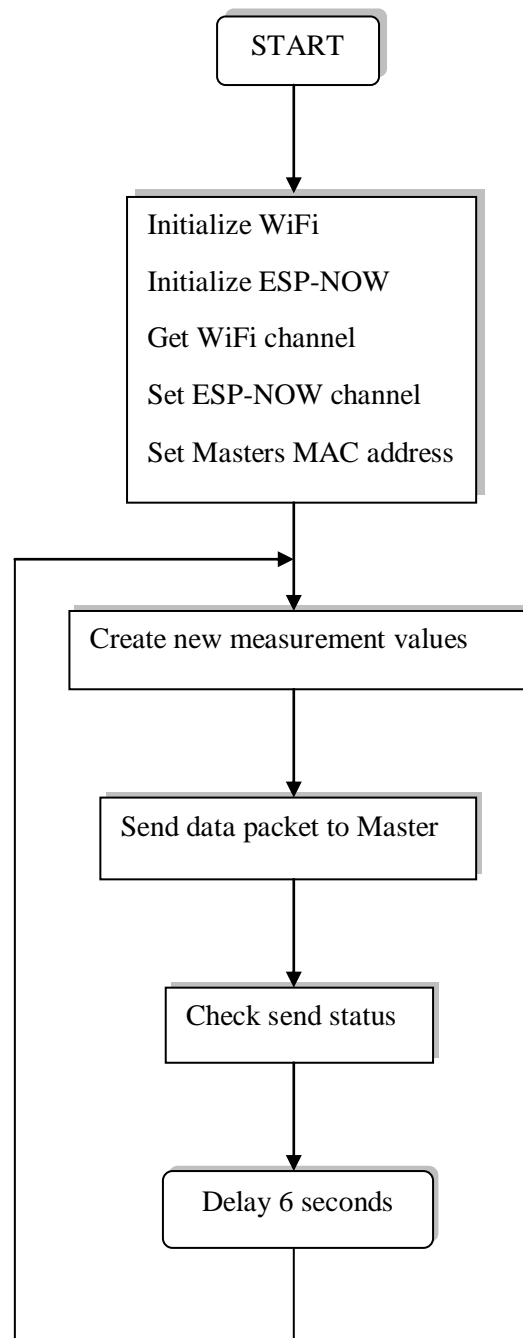 START
Initialize WiFi
Initialize ESP-NOW
Get WiFi channel
Set ESP-NOW channel
Set Masters MAC address
Create new measurement values
Send data packet to Master
Check send status
Delay 6 seconds